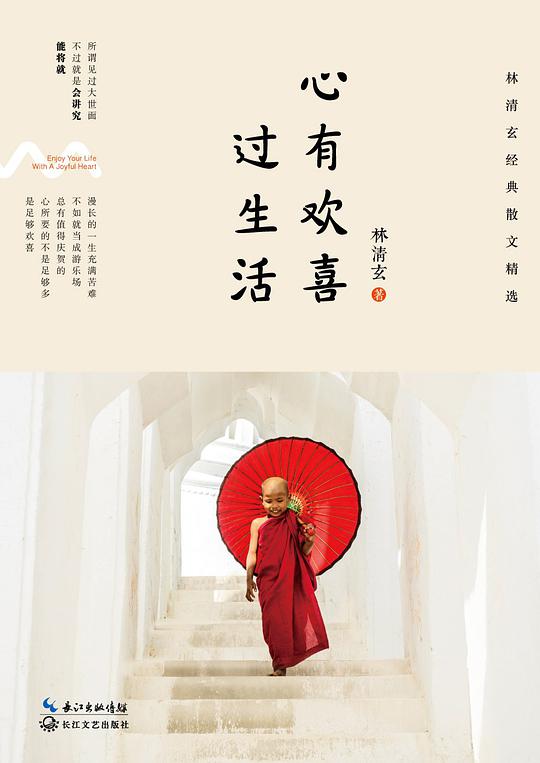 林清玄经典散文精选
心有欢喜
过生活
林清玄 著
所谓见过大世面
不过就是会讲究
能将就
Enjoy Your Life
With A Joyful Heart
漫长的一生充满苦难
不如就当成游乐场
总有值得庆贺的
心所要的不是足够多
是足够欢喜
长江出版传媒
长江文艺出版社